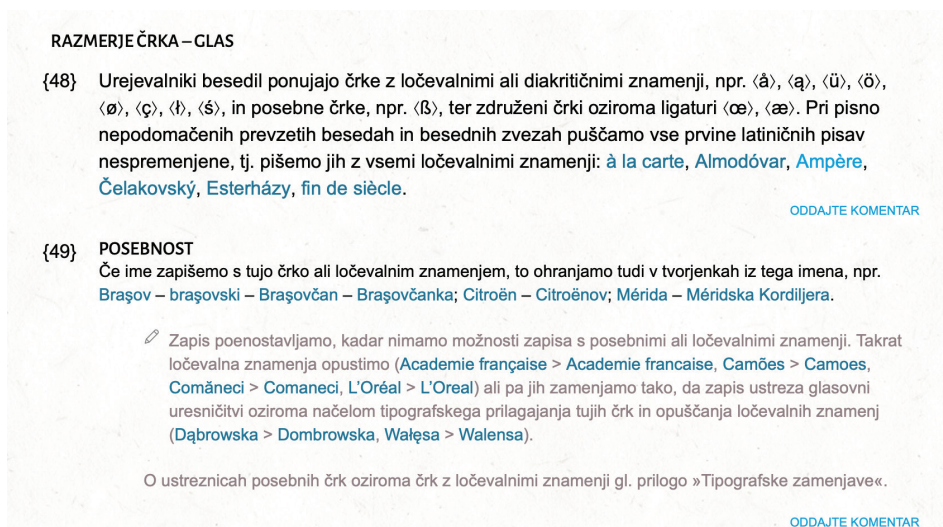 RAZMERJE ČRKA – GLAS
{48} Urejevalniki besedil ponujajo črke z ločevalnimi ali diakritičnimi znamenji, npr. ⟨å⟩, ⟨ą⟩, ⟨ü⟩, ⟨ö⟩,
⟨ø⟩, ⟨ç⟩, ⟨ł⟩, ⟨ś⟩, in posebne črke, npr. ⟨ß⟩, ter združeni črki oziroma ligaturi ⟨œ⟩, ⟨æ⟩. Pri pisno
nepodomačenih prevzetih besedah in besednih zvezah puščamo vse prvine latiničnih pisav
nespremenjene, tj. pišemo jih z vsemi ločevalnimi znamenji: à la carte, Almodóvar, Ampère,
Čelakovský, Esterházy, fin de siècle.
ODDAJTE KOMENTAR
{49} POSEBNOST
Če ime zapišemo s tujo črko ali ločevalnim znamenjem, to ohranjamo tudi v tvorjenkah iz tega imena, npr.
Braşov – braşovski – Braşovčan – Braşovčanka; Citroën – Citroënov; Mérida – Méridska Kordiljera.
Zapis poenostavljamo, kadar nimamo možnosti zapisa s posebnimi ali ločevalnimi znamenji. Takrat
ločevalna znamenja opustimo (Academie française > Academie francaise, Camões > Camoes,
Comăneci > Comaneci, L’Oréal > L’Oreal) ali pa jih zamenjamo tako, da zapis ustreza glasovni
uresničitvi oziroma načelom tipografskega prilagajanja tujih črk in opuščanja ločevalnih znamenj
(Dąbrowska > Dombrowska, Wałęsa > Walensa).
O ustreznicah posebnih črk oziroma črk z ločevalnimi znamenji gl. prilogo »Tipografske zamenjave«.
ODDAJTE KOMENTAR